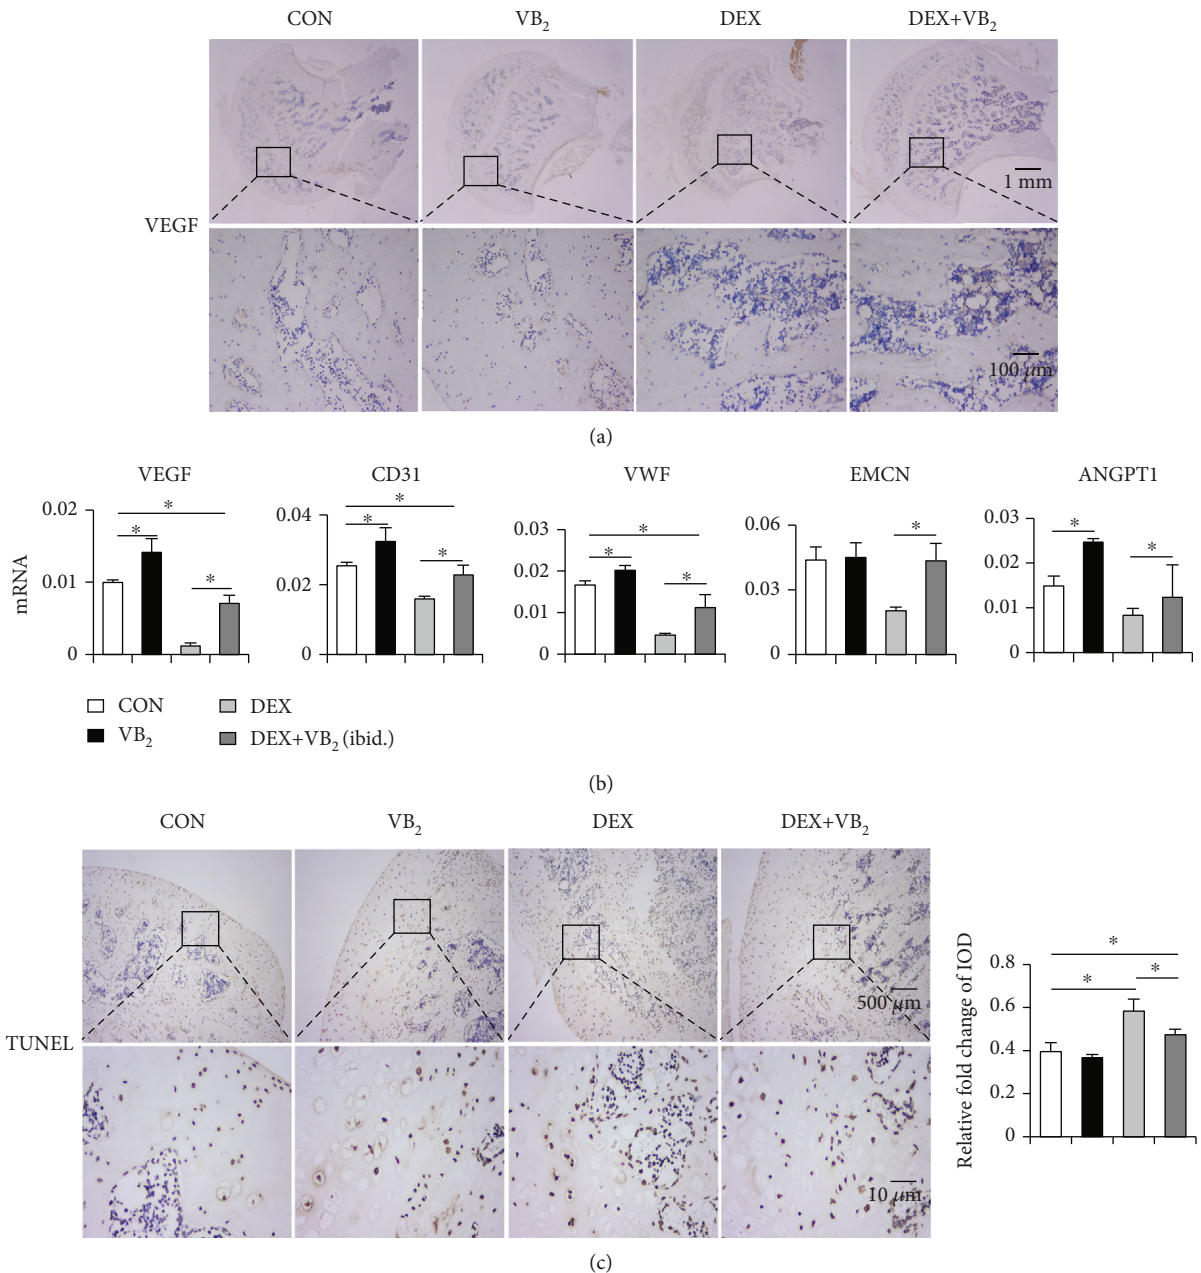 CON VB2 DEX DEX+VB2
1 mm
VEGF
100 μm
(a)
VEGF CD31 VWF EMCN ANGPT1
mRNA
0.02 0.01 0
* * *
0.04 0.02 0
* * *
0.03 0.02 0.01 0
* * *
0.06 0.03 0
*
0.03 0.02 0.01 0
* *
CON DEX
VB2 DEX+VB2 (ibid.)
(b)
CON VB2 DEX DEX+VB2
500 μm
TUNEL
10 μm
Relative fold change of IOD
0.8 0.6 0.4 0.2 0
* * *
(c)